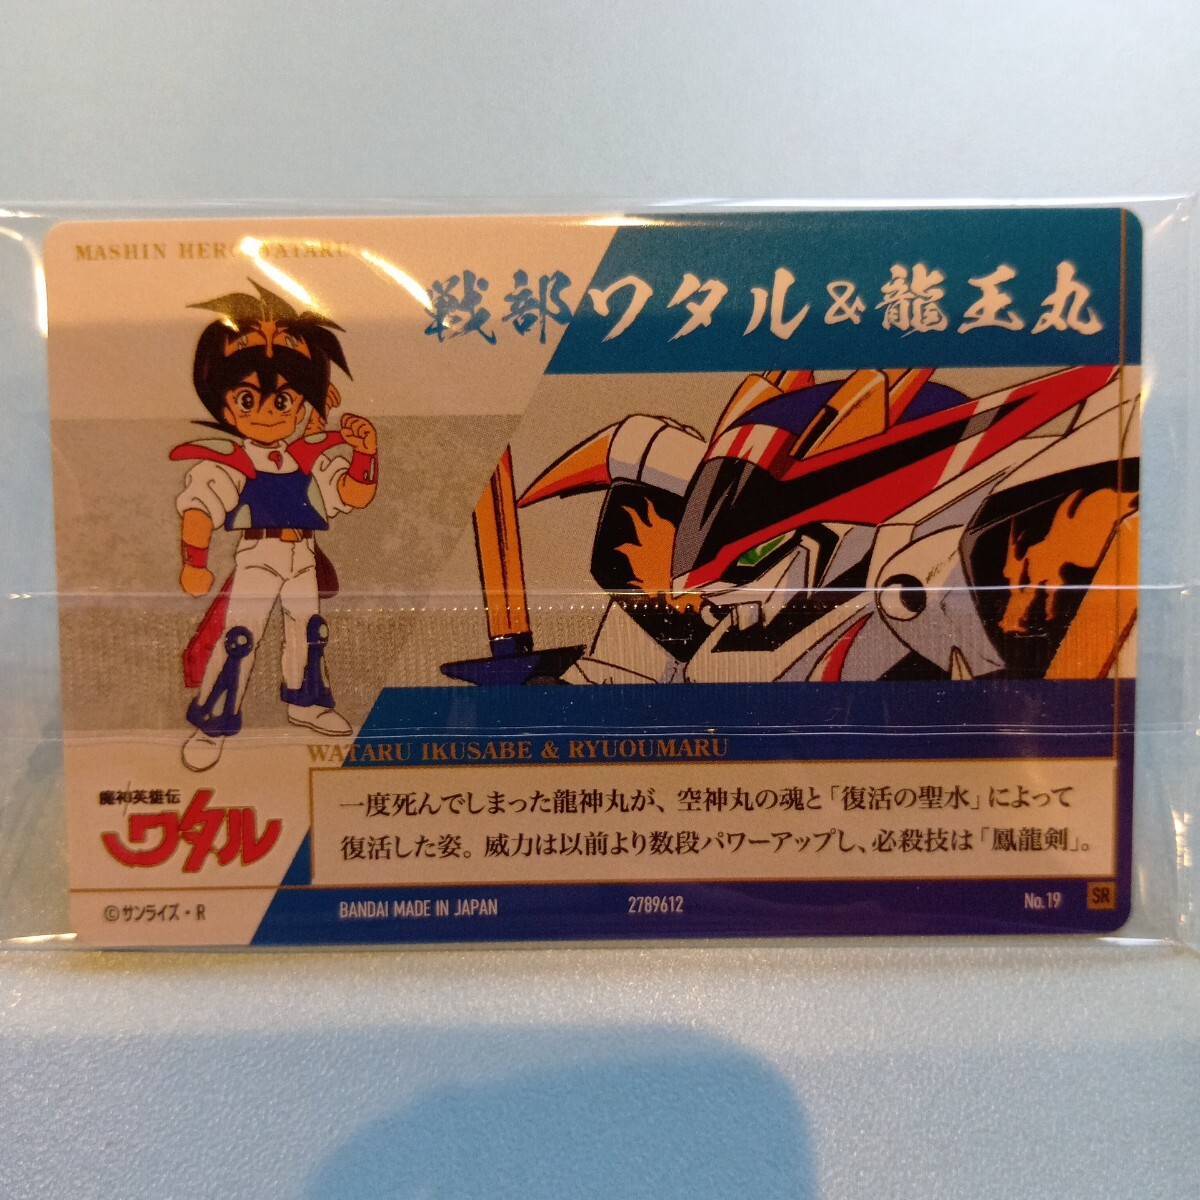 MASHIN HERO WATARU
戦部ワタル&龍王丸
WATARU IKUSABE & RYUOUMARU
魔神英雄伝
ワタル
一度死んでしまった龍神丸が、空神丸の魂と「復活の聖水」によって
復活した姿。威力は以前より数段パワーアップし、必殺技は「鳳龍剣」。
©サンライズ・R
BANDAI MADE IN JAPAN
2789612
No.19
SR